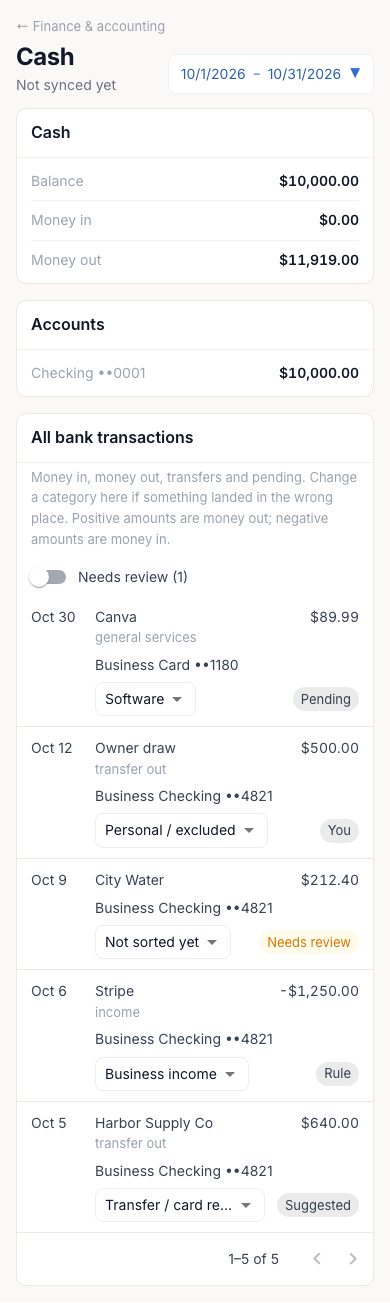 ← Finance & accounting
Cash
Not synced yet
10/1/2026 – 10/31/2026 ▼
Cash
Balance $10,000.00
Money in $0.00
Money out $11,919.00
Accounts
Checking ••0001 $10,000.00
All bank transactions
Money in, money out, transfers and pending. Change
a category here if something landed in the wrong
place. Positive amounts are money out; negative
amounts are money in.
Needs review (1)
Oct 30 Canva $89.99
general services
Business Card ••1180
Software Pending
Oct 12 Owner draw $500.00
transfer out
Business Checking ••4821
Personal / excluded You
Oct 9 City Water $212.40
Business Checking ••4821
Not sorted yet Needs review
Oct 6 Stripe -$1,250.00
income
Business Checking ••4821
Business income Rule
Oct 5 Harbor Supply Co $640.00
transfer out
Business Checking ••4821
Transfer / card re... Suggested
1–5 of 5